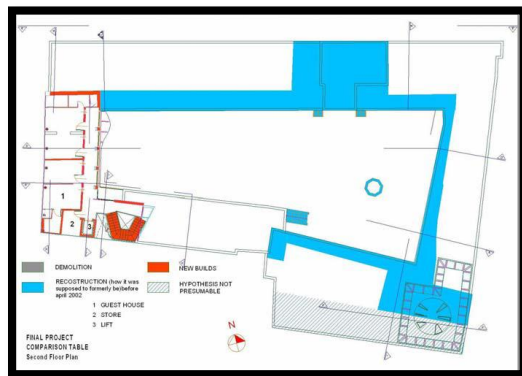 1
2
3
DEMOLITION
NEW BUILDS
RECOSTRUCTION (how it was
supposed to formerly be)before
april 2002
HYPOTHESIS NOT
PRESUMABLE
1 GUEST HOUSE
2 STORE
3 LIFT
N
FINAL PROJECT
COMPARISON TABLE
Second Floor Plan